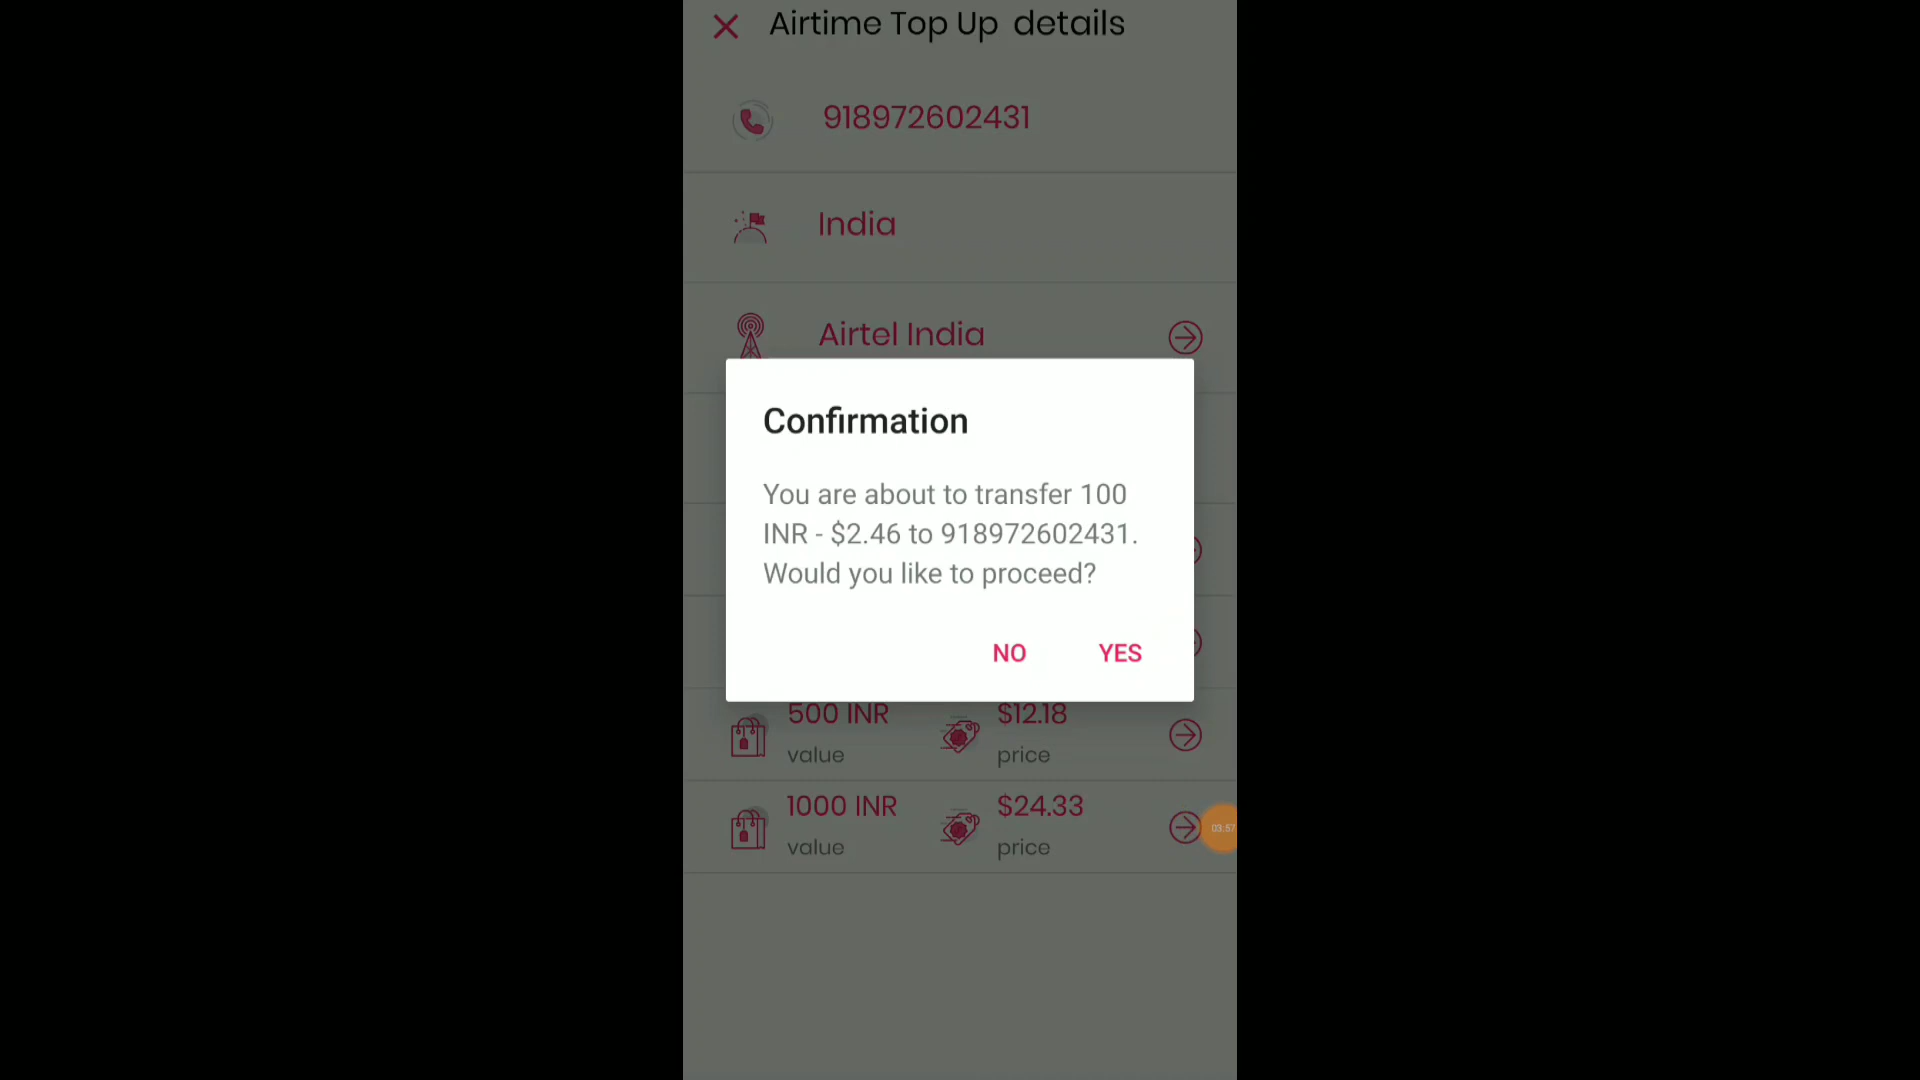 Airtime Top Up details
918972602431
India
Airtel India
Confirmation
You are about to transfer 100
INR - $2.46 to 918972602431.
Would you like to proceed?
NO YES
500 INR $12.18
value price
1000 INR $24.33
value price
03:57